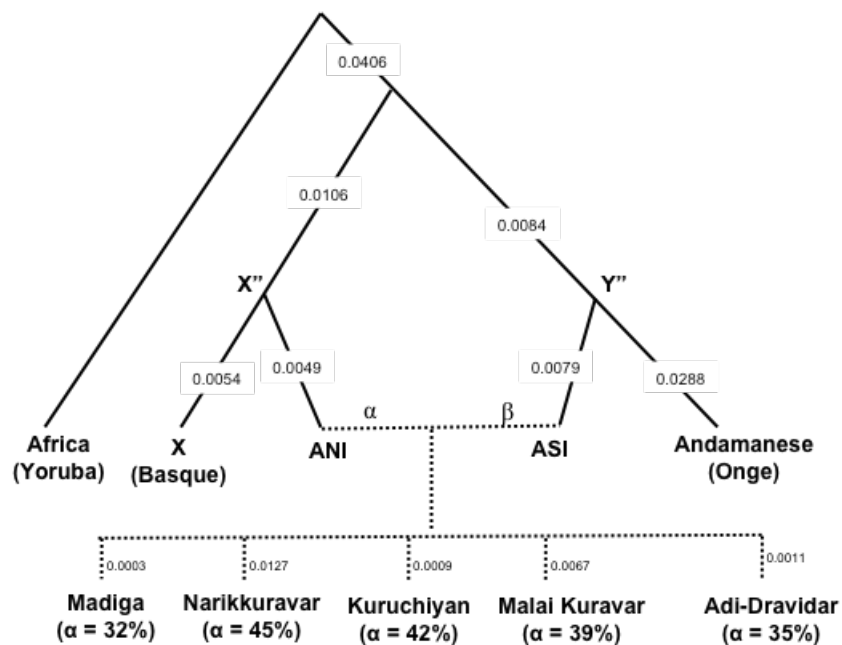 0.0406
0.0106
0.0084
X”
Y”
0.0054
0.0049
0.0079
0.0288
α
β
Africa
(Yoruba)
X
(Basque)
ANI
ASI
Andamanese
(Onge)
0.0003
0.0127
0.0009
0.0067
0.0011
Madiga
(α = 32%)
Narikkuravar
(α = 45%)
Kuruchiyan
(α = 42%)
Malai Kuravar
(α = 39%)
Adi-Dravidar
(α = 35%)